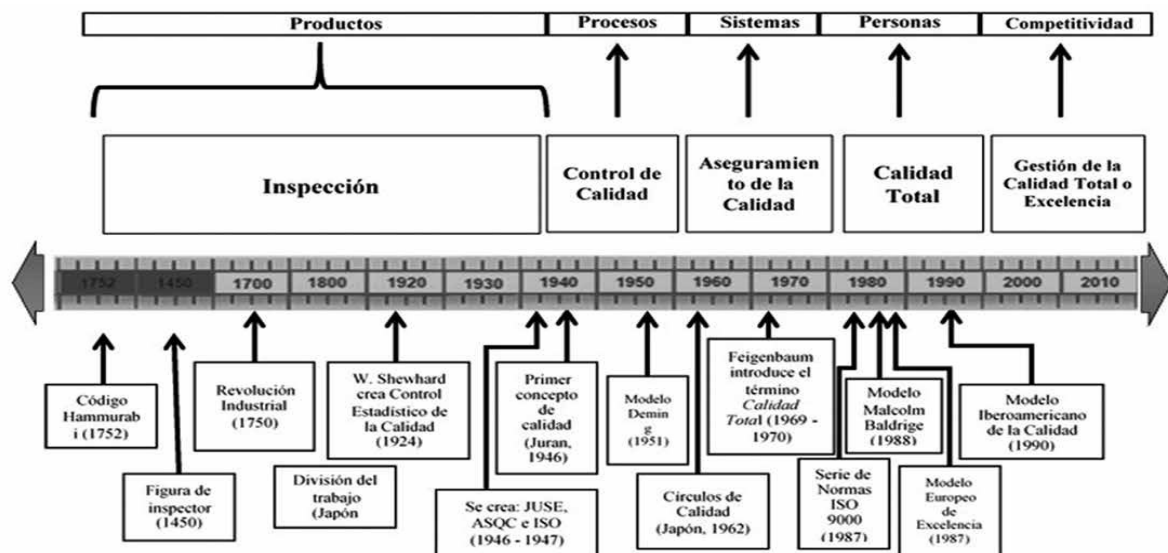 Productos
Procesos
Sistemas
Personas
Competitividad
Inspección
Control de
Calidad
Aseguramien
to de la
Calidad
Calidad
Total
Gestión de la
Calidad Total o
Excelencia
1752
1450
1700
1800
1920
1930
1940
1950
1960
1970
1980
1990
2000
2010
Código
Hammurab
i (1752)
Figura de
inspector
(1450)
Revolución
Industrial
(1750)
División del
trabajo
(Japón
W. Shewhard
crea Control
Estadístico de
la Calidad
(1924)
Se crea: JUSE,
ASQC e ISO
(1946 - 1947)
Primer
concepto
de
calidad
(Juran,
1946)
Modelo
Demin
g
(1951)
Círculos de
Calidad
(Japón, 1962)
Feigenbaum
introduce el
término
Calidad
Total (1969 -
1970)
Serie de
Normas
ISO
9000
(1987)
Modelo
Malcolm
Baldrige
(1988)
Modelo
Europeo
de
Excelencia
(1987)
Modelo
Iberoamericano
de la Calidad
(1990)